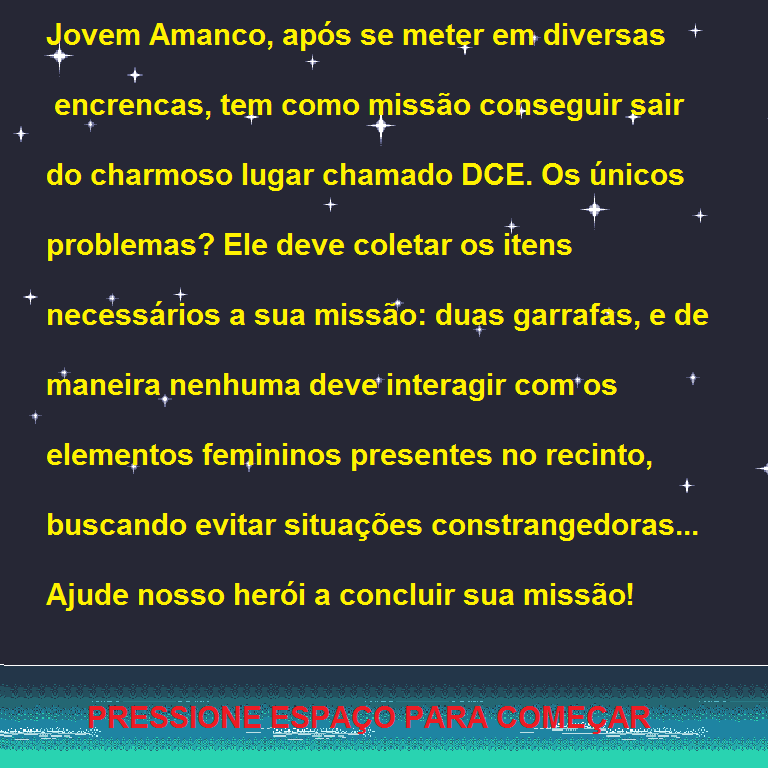 Jovem Amanco, após se meter em diversas
encrencas, tem como missão conseguir sair
do charmoso lugar chamado DCE. Os únicos
problemas? Ele deve coletar os itens
necessários a sua missão: duas garrafas, e de
maneira nenhuma deve interagir com os
elementos femininos presentes no recinto,
buscando evitar situações constrangedoras...
Ajude nosso herói a concluir sua missão!
PRESSIONE ESPAÇO PARA COMEÇAR